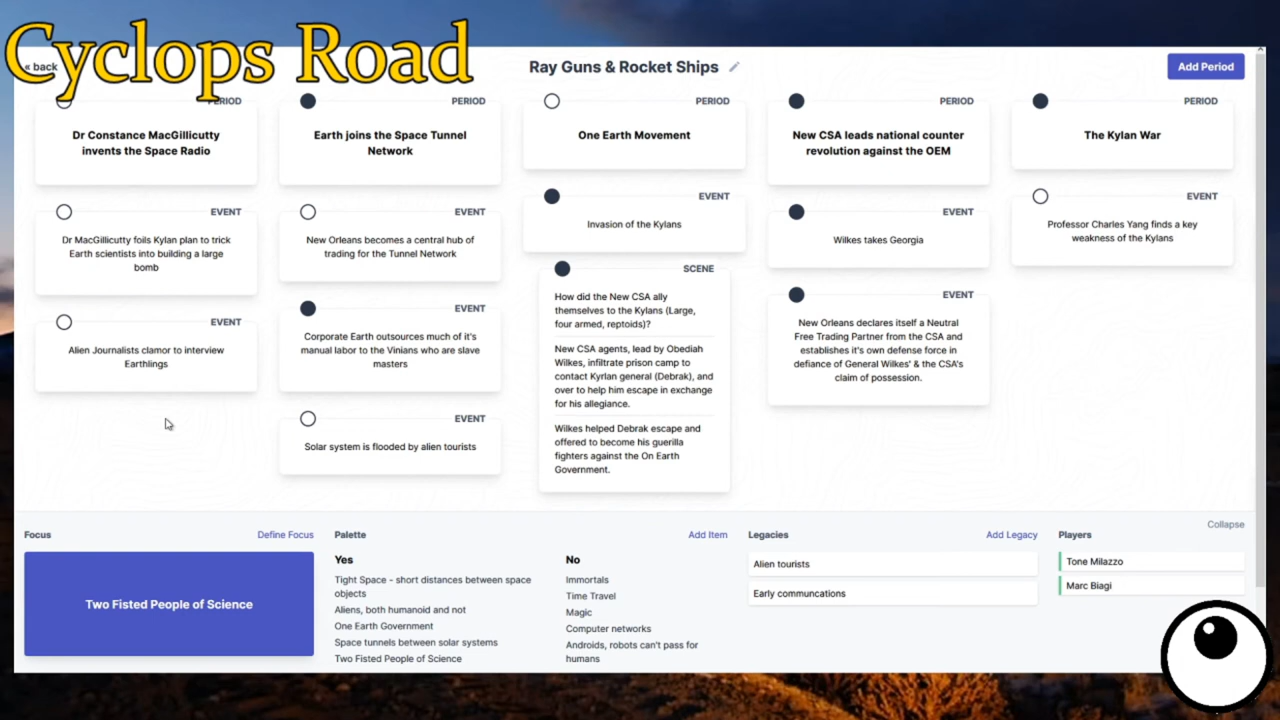 Cyclops Road
« back
Ray Guns & Rocket Ships
Add Period
PERIOD
Dr Constance MacGillicutty
invents the Space Radio
EVENT
Dr MacGillicutty foils Kylan plan to trick
Earth scientists into building a large
bomb
EVENT
Alien Journalists clamor to interview
Earthlings
PERIOD
Earth joins the Space Tunnel
Network
EVENT
New Orleans becomes a central hub of
trading for the Tunnel Network
EVENT
Corporate Earth outsources much of it's
manual labor to the Vinians who are slave
masters
EVENT
Solar system is flooded by alien tourists
PERIOD
One Earth Movement
EVENT
Invasion of the Kylans
SCENE
How did the New CSA ally
themselves to the Kylans (Large,
four armed, reptoids)?
New CSA agents, lead by Obediah
Wilkes, infiltrate prison camp to
contact Kyrlan general (Debrak), and
over to help him escape in exchange
for his allegiance.
Wilkes helped Debrak escape and
offered to become his guerilla
fighters against the On Earth
Government.
PERIOD
New CSA leads national counter
revolution against the OEM
EVENT
Wilkes takes Georgia
EVENT
New Orleans declares itself a Neutral
Free Trading Partner from the CSA and
establishes it's own defense force in
defiance of General Wilkes' & the CSA's
claim of possession.
PERIOD
The Kylan War
EVENT
Professor Charles Yang finds a key
weakness of the Kylans
Collapse
Focus
Define Focus
Two Fisted People of Science
Palette
Add Item
Yes
Tight Space - short distances between space
objects
Aliens, both humanoid and not
One Earth Government
Space tunnels between solar systems
Two Fisted People of Science
No
Immortals
Time Travel
Magic
Computer networks
Androids, robots can't pass for
humans
Legacies
Add Legacy
Alien tourists
Early communcations
Players
Tone Milazzo
Marc Biagi